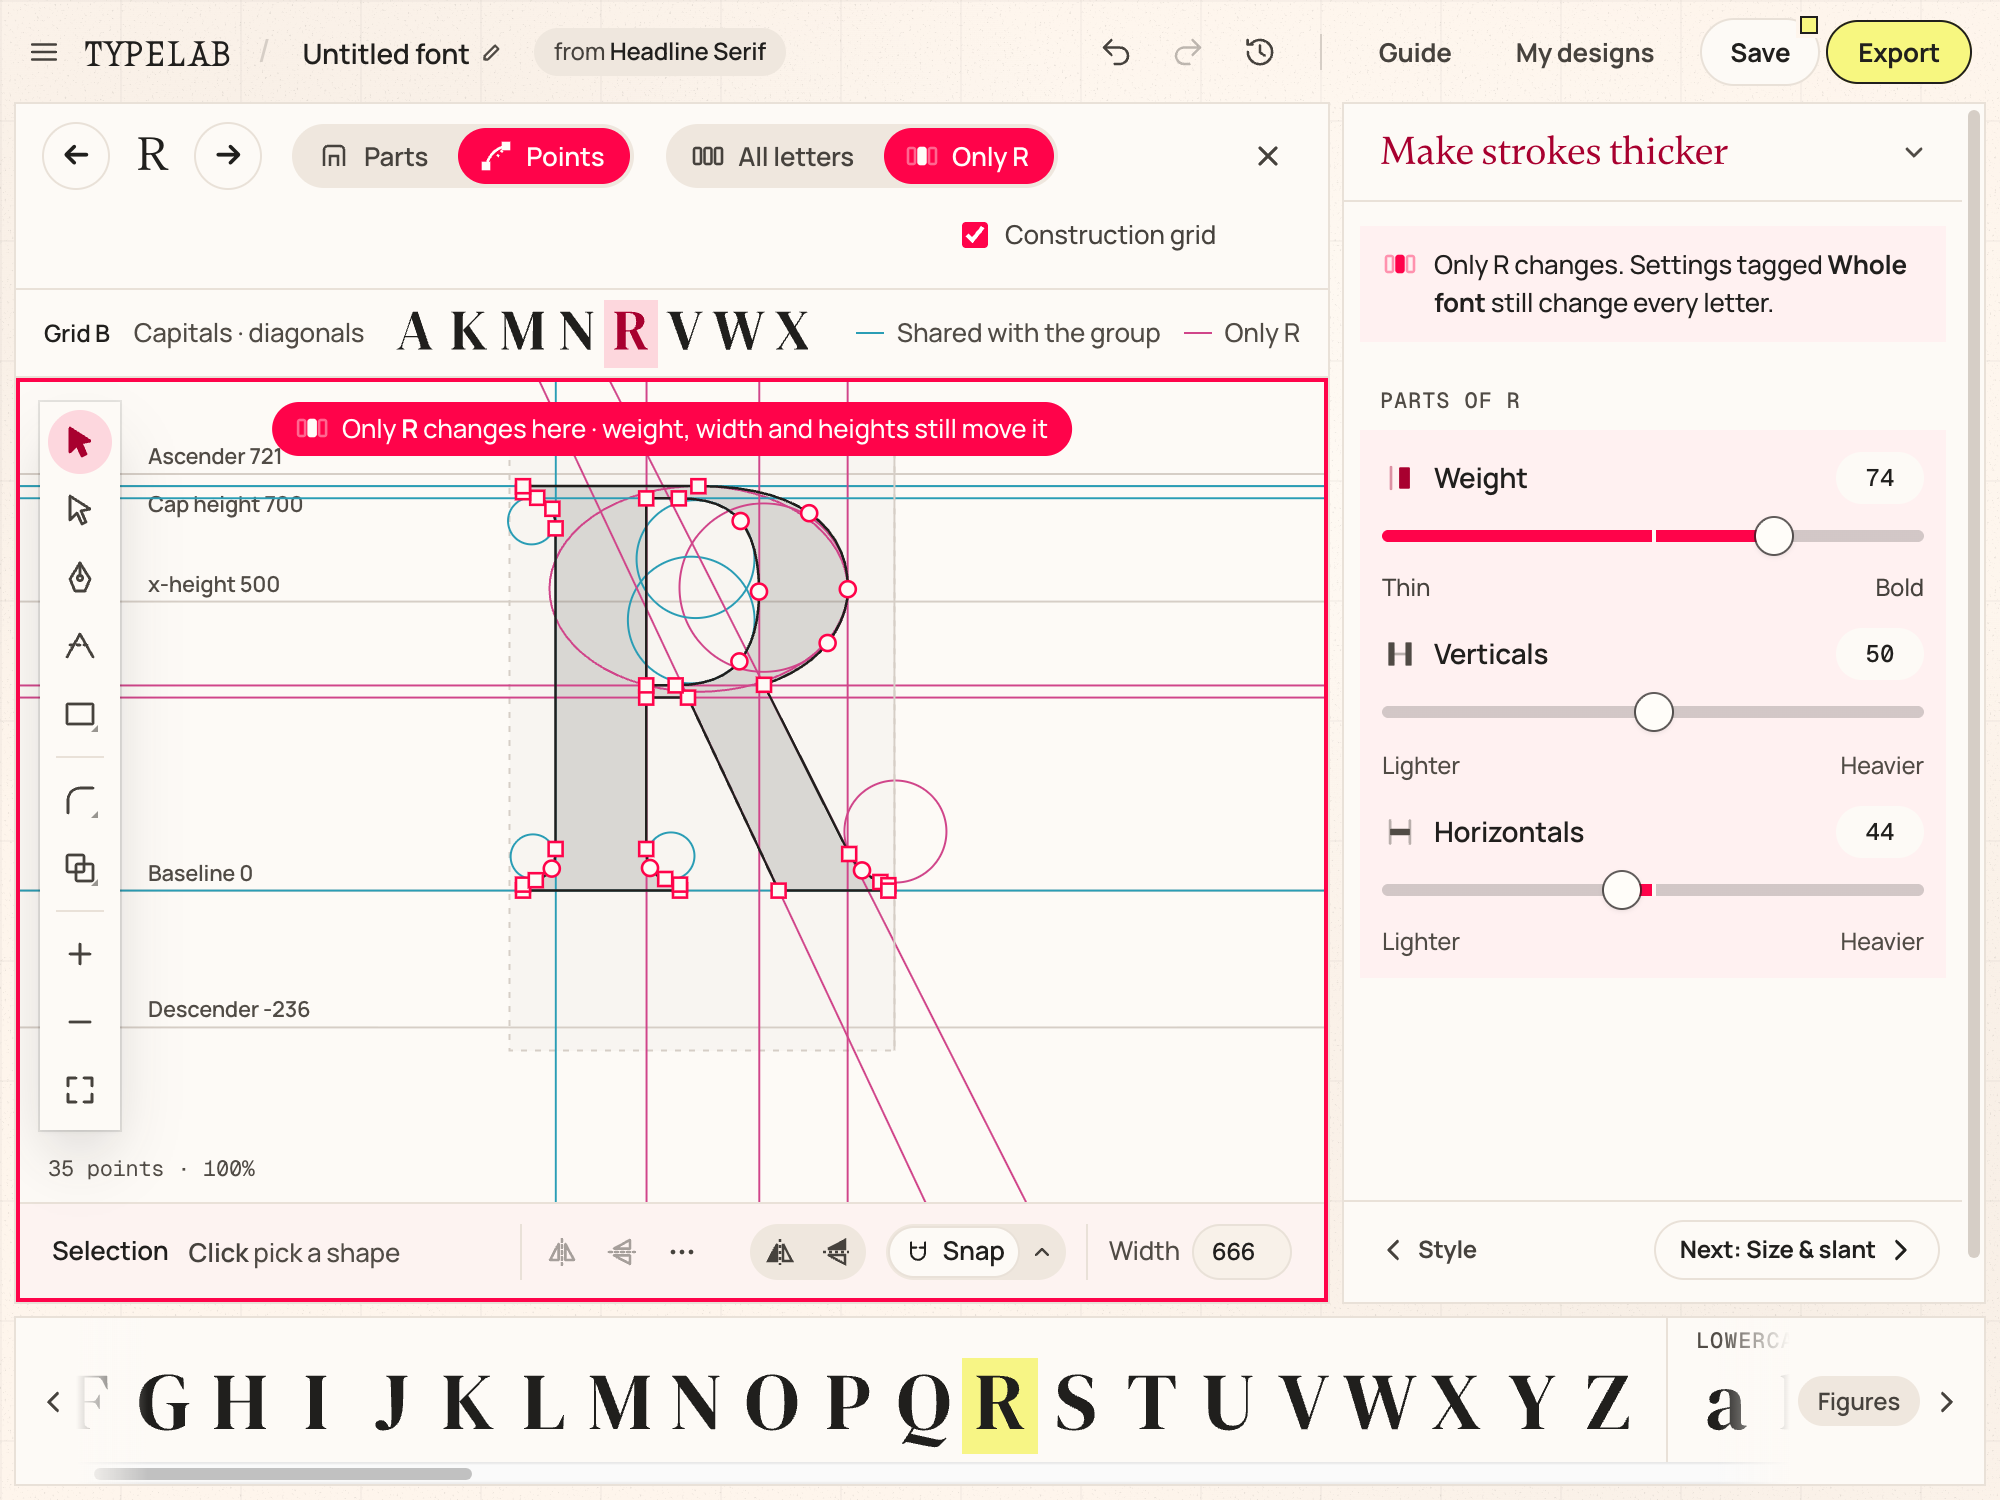 TYPELAB / Untitled font from Headline Serif Guide My designs Save Export
R Parts Points All letters Only R
Construction grid
Grid B Capitals · diagonals A K M N R V W X Shared with the group Only R
Only R changes here · weight, width and heights still move it
Ascender 721
Cap height 700
x-height 500
Baseline 0
Descender -236
35 points · 100%
Selection Click pick a shape Snap Width 666
Make strokes thicker
Only R changes. Settings tagged Whole
font still change every letter.
PARTS OF R
Weight 74
Thin Bold
Verticals 50
Lighter Heavier
Horizontals 44
Lighter Heavier
Style Next: Size & slant
F G H I J K L M N O P Q R S T U V W X Y Z
LOWERCA
a Figures